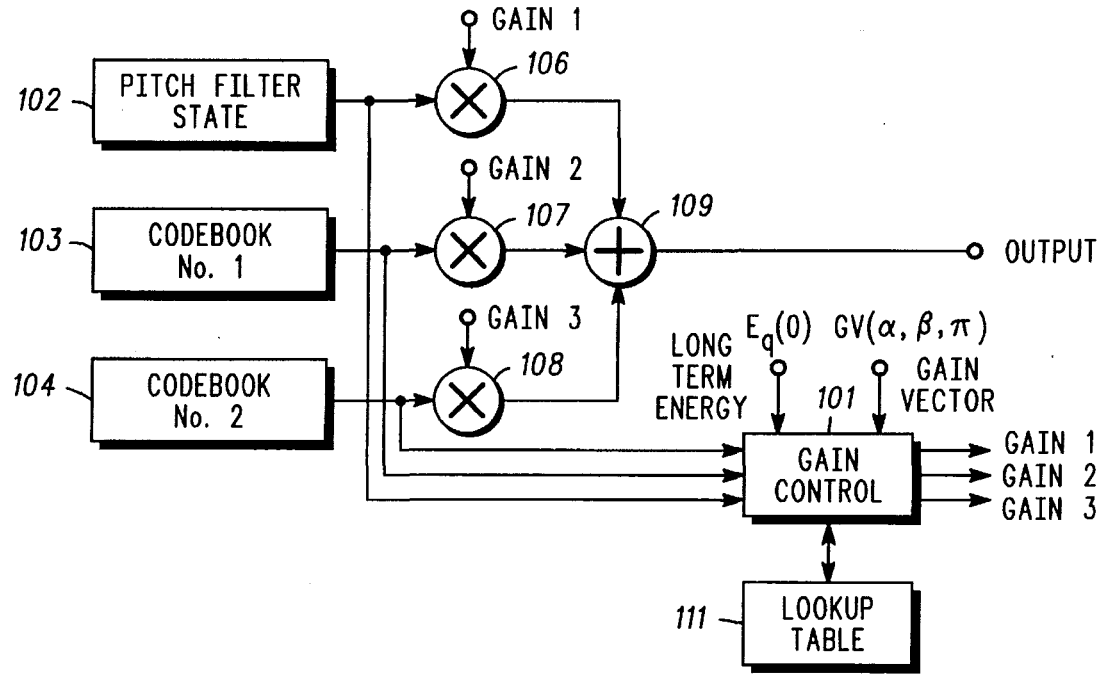 GAIN 1
106
102
PITCH FILTER
STATE
GAIN 2
107
109
103
CODEBOOK
No. 1
OUTPUT
GAIN 3
108
104
CODEBOOK
No. 2
LONG
TERM
ENERGY
E_q(0)
GV(α, β, π)
GAIN
VECTOR
101
GAIN
CONTROL
GAIN 1
GAIN 2
GAIN 3
111
LOOKUP
TABLE